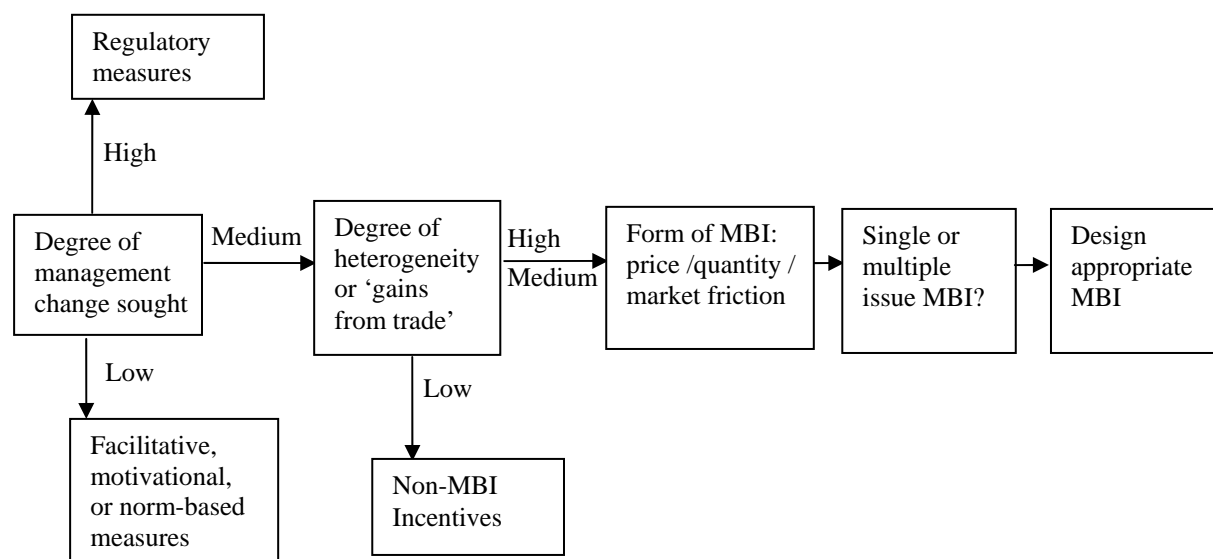 Regulatory
measures
High
Degree of
management
change sought
Medium
Degree of
heterogeneity
or ‘gains
from trade’
High
Medium
Form of MBI:
price /quantity /
market friction
Single or
multiple
issue MBI?
Design
appropriate
MBI
Low
Facilitative,
motivational,
or norm-based
measures
Low
Non-MBI
Incentives